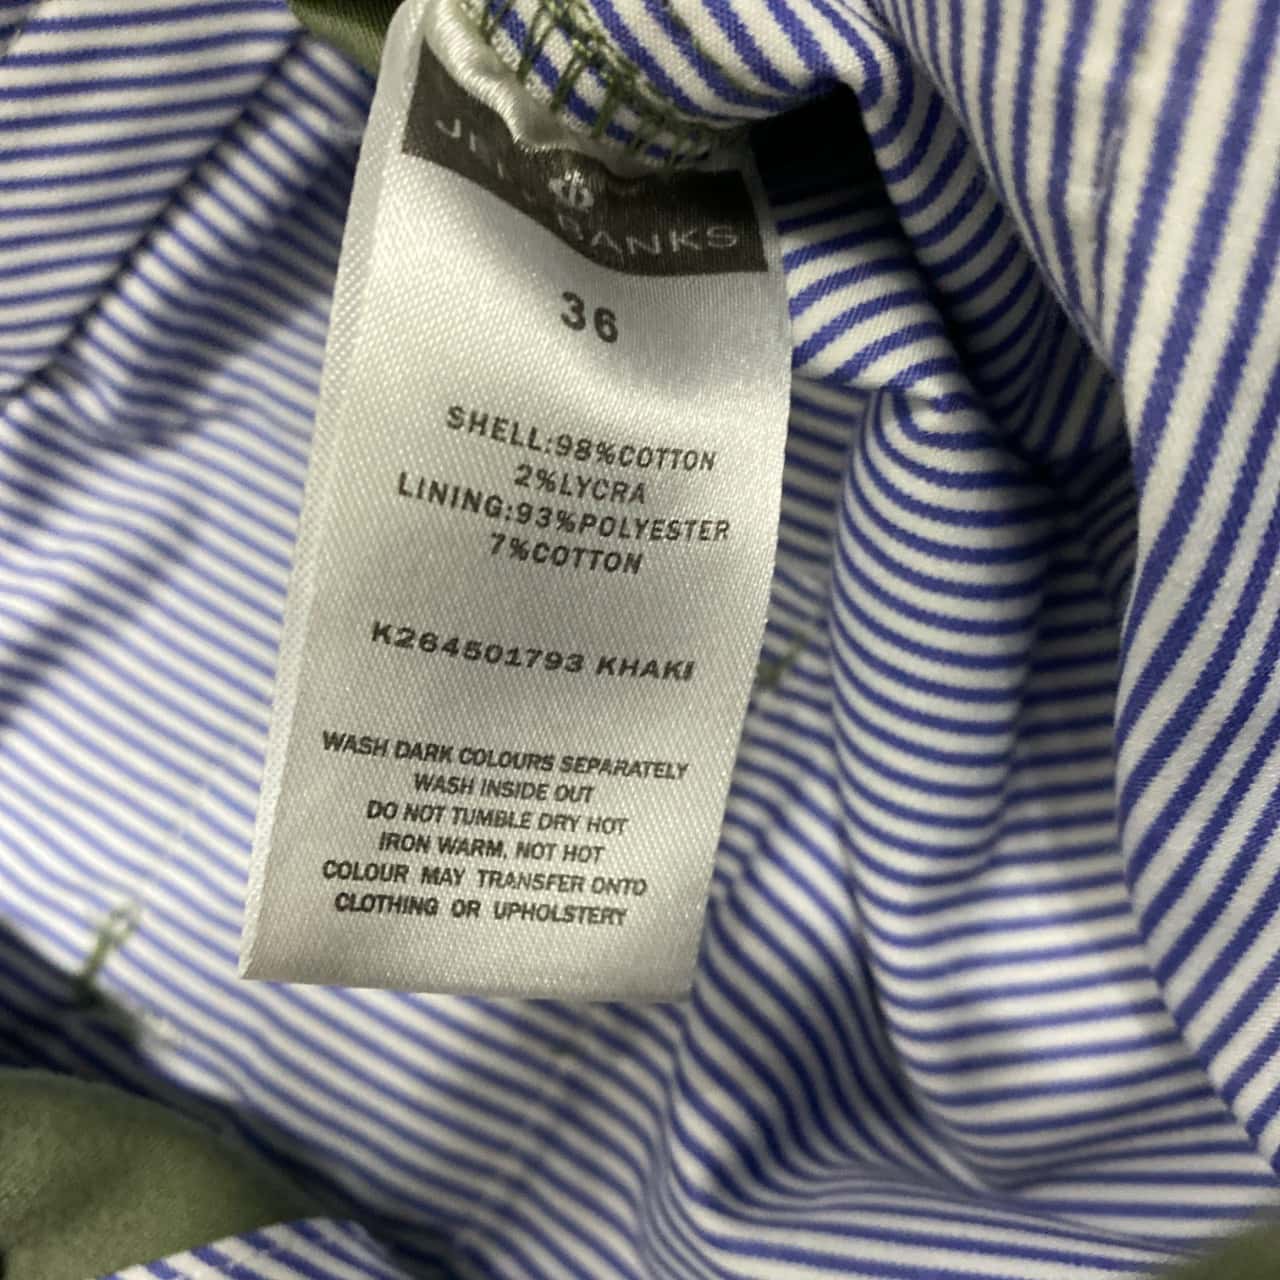 BANKS
36
SHELL:98%COTTON
2%LYCRA
LINING:93%POLYESTER
7%COTTON
K264501793 KHAKI
WASH DARK COLOURS SEPARATELY
WASH INSIDE OUT
DO NOT TUMBLE DRY HOT
IRON WARM, NOT HOT
COLOUR MAY TRANSFER ONTO
CLOTHING OR UPHOLSTERY